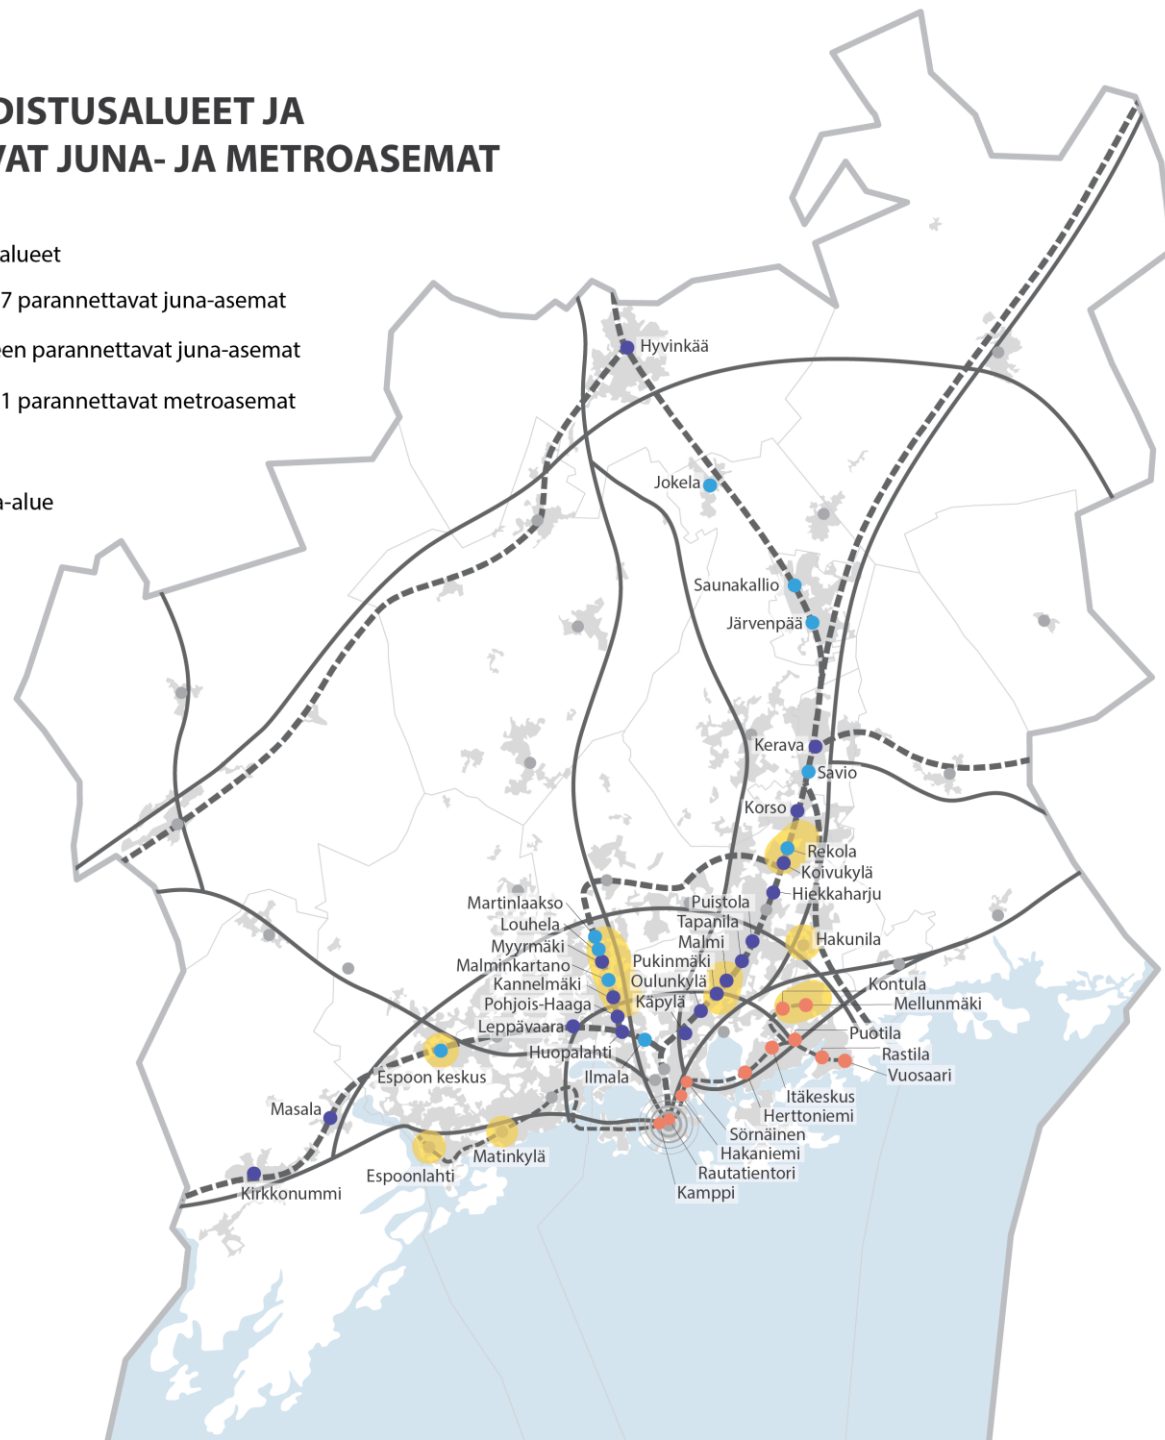 DISTUSALUEET JA
VAT JUNA- JA METROASEMAT
alueet
7 parannettavat juna-asemat
een parannettavat juna-asemat
1 parannettavat metroasemat
a-alue
Hyvinkää
Jokela
Saunakallio
Järvenpää
Kerava
Savio
Korso
Rekola
Koivukylä
Hiekkaharju
Puistola
Tapanila
Malmi
Pukinmäki
Oulunkylä
Käpylä
Martinlaakso
Louhela
Myyrmäki
Malminkartano
Kannelmäki
Pohjois-Haaga
Leppävaara
Huopalahti
Ilmala
Hakunila
Kontula
Mellunmäki
Puotila
Rastila
Vuosaari
Itäkeskus
Herttoniemi
Sörnäinen
Hakaniemi
Rautatientori
Kamppi
Espoon keskus
Masala
Matinkylä
Espoonlahti
Kirkkonummi